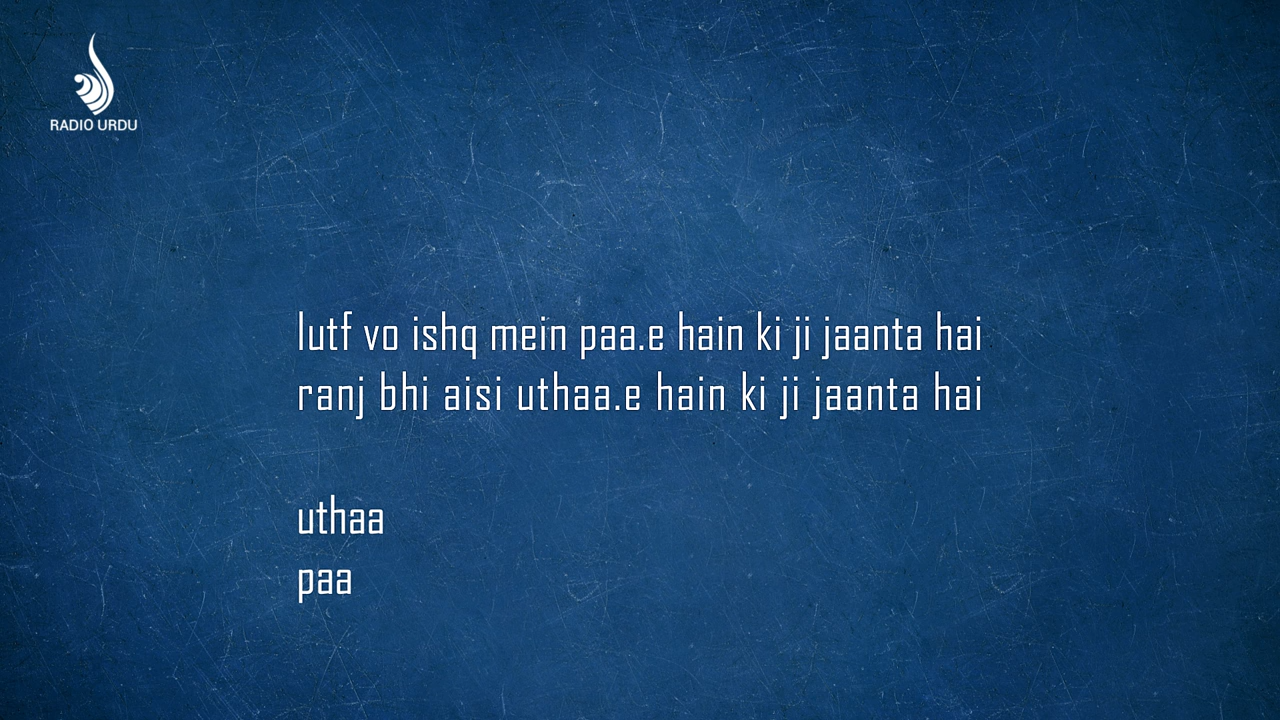 RADIO URDU
lutf vo ishq mein paa.e hain ki ji jaanta hai
ranj bhi aisi uthaa.e hain ki ji jaanta hai
uthaa
paa